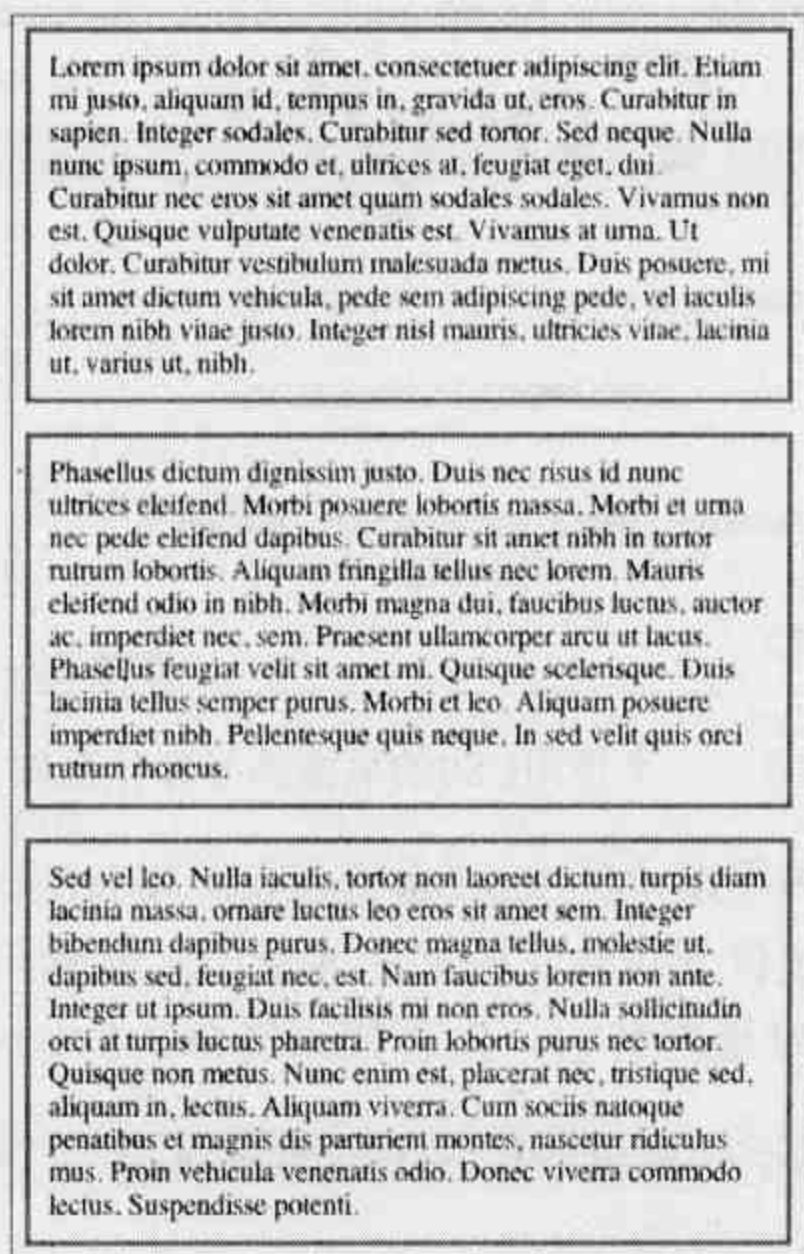 Lorem ipsum dolor sit amet, consectetuer adipiscing elit. Etiam
mi justo, aliquam id, tempus in, gravida ut, eros. Curabitur in
sapien. Integer sodales. Curabitur sed tortor. Sed neque. Nulla
nunc ipsum, commodo et, ultrices at, feugiat eget, dui.
Curabitur nec eros sit amet quam sodales sodales. Vivamus non
est. Quisque vulputate venenatis est. Vivamus at urna. Ut
dolor. Curabitur vestibulum malesuada metus. Duis posuere, mi
sit amet dictum vehicula, pede sem adipiscing pede, vel iaculis
lorem nibh vitae justo. Integer nisl mauris, ultricies vitae, lacinia
ut, varius ut, nibh.
Phasellus dictum dignissim justo. Duis nec risus id nunc
ultrices eleifend. Morbi posuere lobortis massa. Morbi et urna
nec pede eleifend dapibus. Curabitur sit amet nibh in tortor
rutrum lobortis. Aliquam fringilla tellus nec lorem. Mauris
eleifend odio in nibh. Morbi magna dui, faucibus luctus, auctor
ac, imperdiet nec, sem. Praesent ullamcorper arcu ut lacus.
Phasellus feugiat velit sit amet mi. Quisque scelerisque. Duis
lacinia tellus semper purus. Morbi et leo. Aliquam posuere
imperdiet nibh. Pellentesque quis neque. In sed velit quis orci
rutrum rhoncus.
Sed vel leo. Nulla iaculis, tortor non laoreet dictum, turpis diam
lacinia massa, ornare luctus leo eros sit amet sem. Integer
bibendum dapibus purus. Donec magna tellus, molestie ut,
dapibus sed, feugiat nec, est. Nam faucibus lorem non ante.
Integer ut ipsum. Duis facilisis mi non eros. Nulla sollicitudin
orci at turpis luctus pharetra. Proin lobortis purus nec tortor.
Quisque non metus. Nunc enim est, placerat nec, tristique sed,
aliquam in, lectus. Aliquam viverra. Cum sociis natoque
penatibus et magnis dis parturient montes, nascetur ridiculus
mus. Proin vehicula venenatis odio. Donec viverra commodo
lectus. Suspendisse potenti.